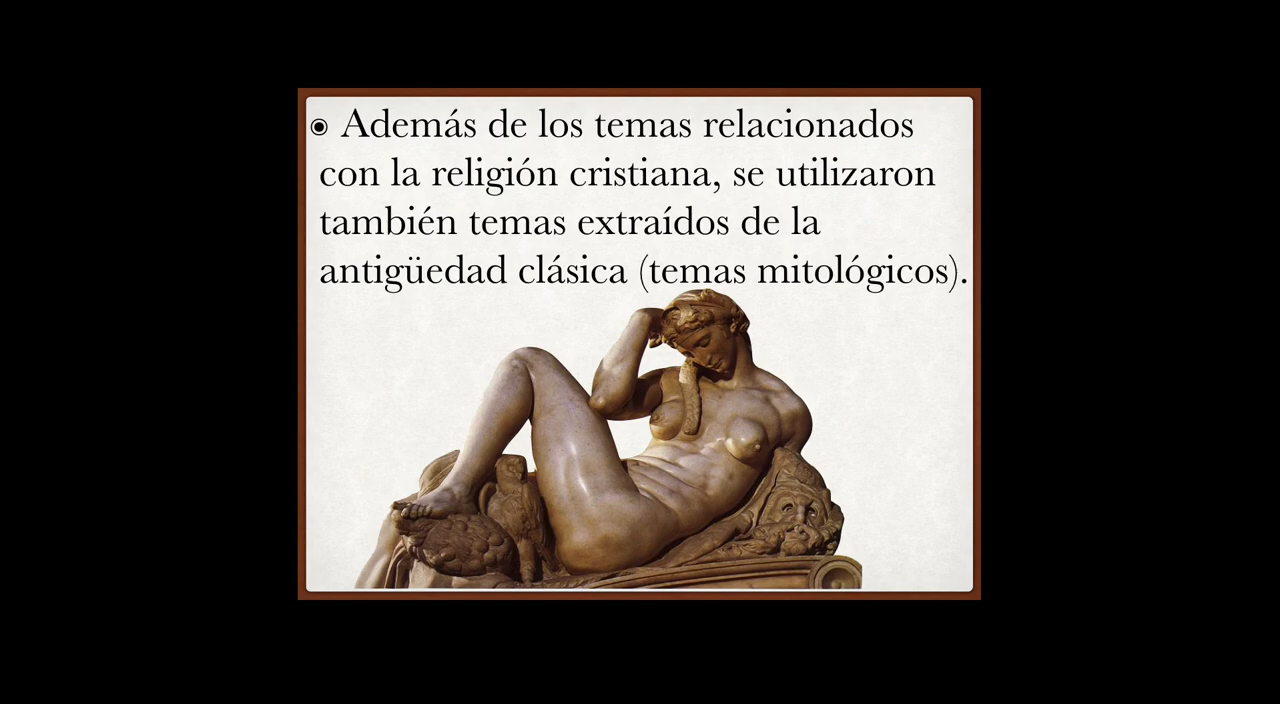 ◉ Además de los temas relacionados
con la religión cristiana, se utilizaron
también temas extraídos de la
antigüedad clásica (temas mitológicos).